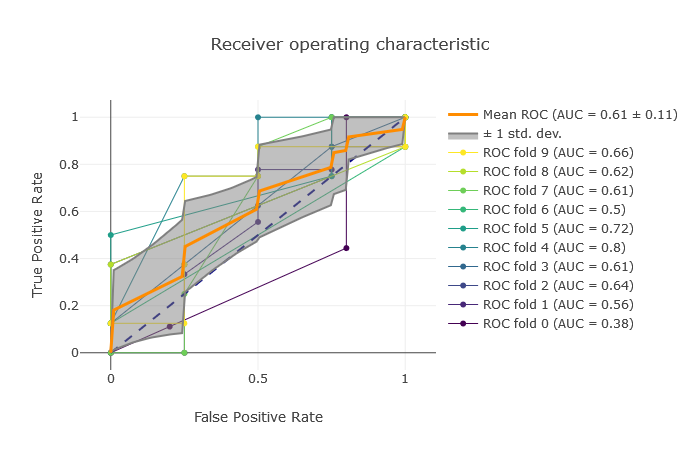 Receiver operating characteristic
True Positive Rate
1
0.8
0.6
0.4
0.2
0
0
0.5
1
False Positive Rate
Mean ROC (AUC = 0.61 ± 0.11)
± 1 std. dev.
ROC fold 9 (AUC = 0.66)
ROC fold 8 (AUC = 0.62)
ROC fold 7 (AUC = 0.61)
ROC fold 6 (AUC = 0.5)
ROC fold 5 (AUC = 0.72)
ROC fold 4 (AUC = 0.8)
ROC fold 3 (AUC = 0.61)
ROC fold 2 (AUC = 0.64)
ROC fold 1 (AUC = 0.56)
ROC fold 0 (AUC = 0.38)